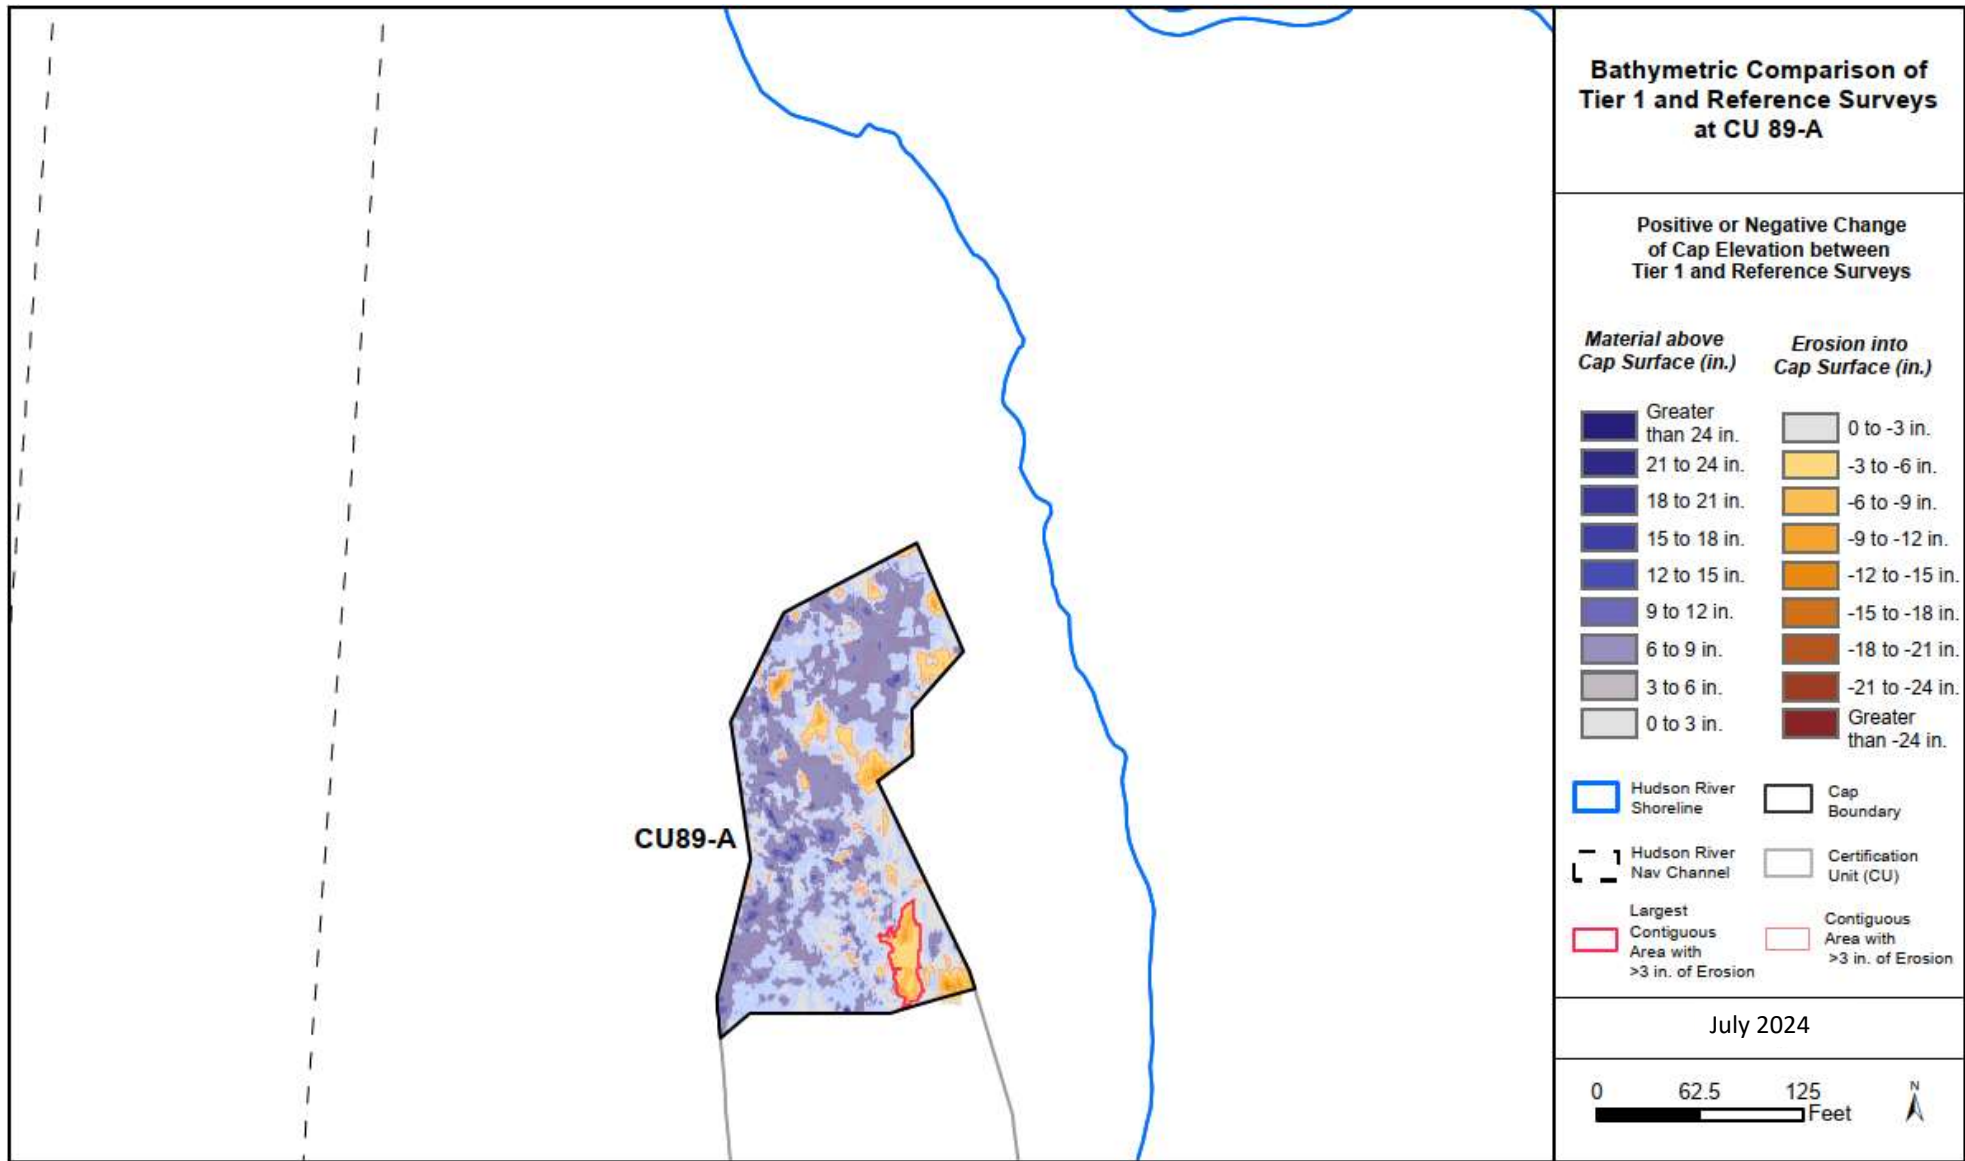 Bathymetric Comparison of
Tier 1 and Reference Surveys
at CU 89-A
Positive or Negative Change
of Cap Elevation between
Tier 1 and Reference Surveys
Material above
Cap Surface (in.)
Greater
than 24 in.
21 to 24 in.
18 to 21 in.
15 to 18 in.
12 to 15 in.
9 to 12 in.
6 to 9 in.
3 to 6 in.
0 to 3 in.
Erosion into
Cap Surface (in.)
0 to -3 in.
-3 to -6 in.
-6 to -9 in.
-9 to -12 in.
-12 to -15 in.
-15 to -18 in.
-18 to -21 in.
-21 to -24 in.
Greater
than -24 in.
Hudson River
Shoreline
Cap
Boundary
Hudson River
Nav Channel
Certification
Unit (CU)
Largest
Contiguous
Area with
>3 in. of Erosion
Contiguous
Area with
>3 in. of Erosion
July 2024
0 62.5 125
Feet
N
CU89-A